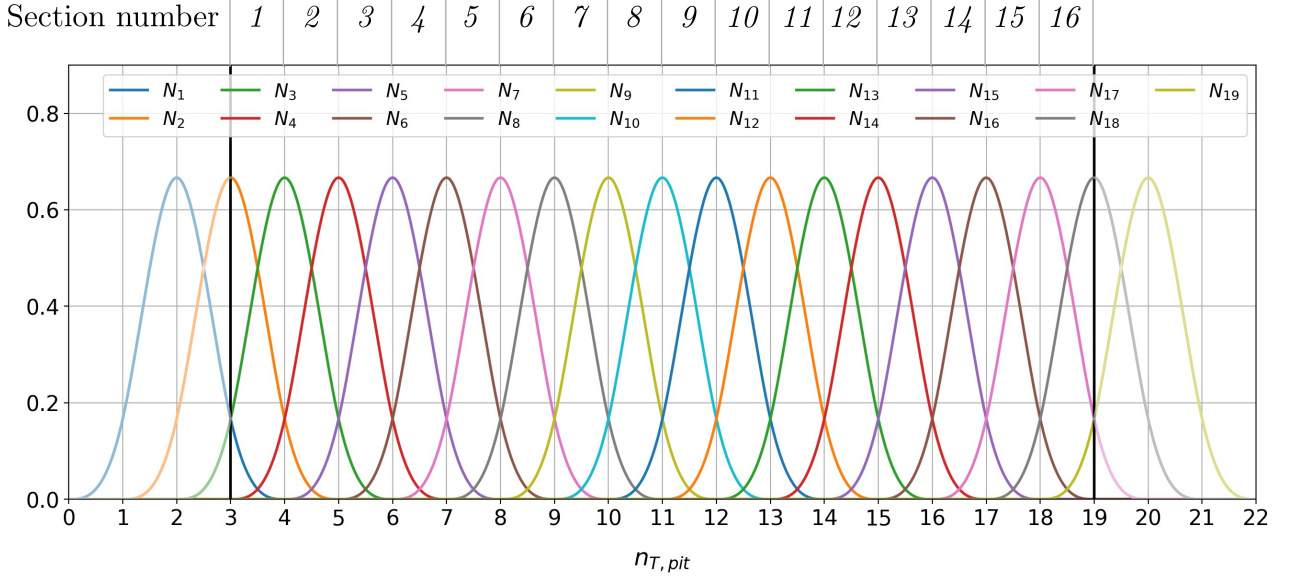 Section number 1 2 3 4 5 6 7 8 9 10 11 12 13 14 15 16
N₁ N₃ N₅ N₇ N₉ N₁₁ N₁₃ N₁₅ N₁₇ N₁₉
N₂ N₄ N₆ N₈ N₁₀ N₁₂ N₁₄ N₁₆ N₁₈
0.8
0.6
0.4
0.2
0.0
0 1 2 3 4 5 6 7 8 9 10 11 12 13 14 15 16 17 18 19 20 21 22
n_{T, pit}